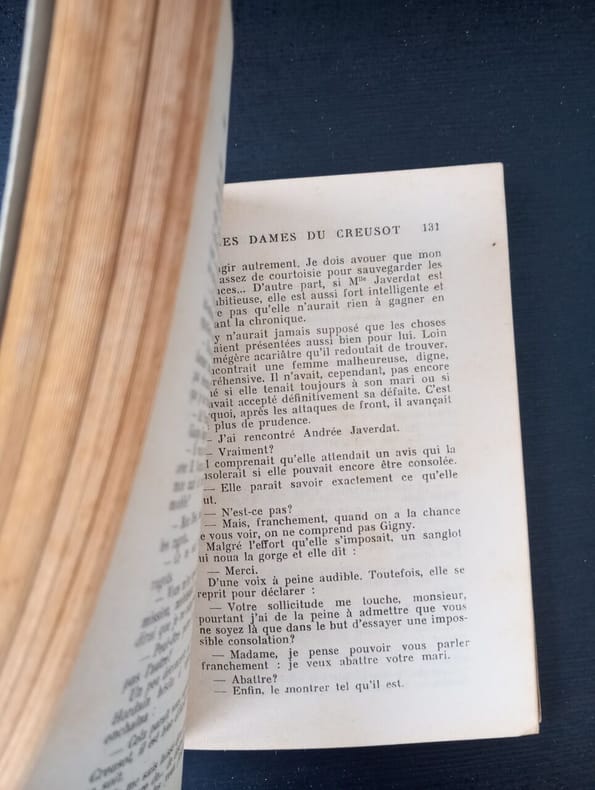 LES DAMES DU CREUSOT 131
agir autrement. Je dois avouer que mon
assez de courtoisie pour sauvegarder les
nces... D'autre part, si Mlle Javerdat est
bitieuse, elle est aussi fort intelligente et
e pas qu'elle n'aurait rien à gagner en
ant la chronique.
y n'aurait jamais supposé que les choses
aient présentées aussi bien pour lui. Loin
mégère acariâtre qu'il redoutait de trouver,
ncontrait une femme malheureuse, digne,
réhensive. Il n'avait, cependant, pas encore
é si elle tenait toujours à son mari ou si
avait accepté définitivement sa défaite. C'est
quoi, après les attaques de front, il avançait
plus de prudence.
— J'ai rencontré Andrée Javerdat.
— Vraiment?
l comprenait qu'elle attendait un avis qui la
nsolerait si elle pouvait encore être consolée.
— Elle paraît savoir exactement ce qu'elle
ut.
— N'est-ce pas?
— Mais, franchement, quand on a la chance
e vous voir, on ne comprend pas Gigny.
Malgré l'effort qu'elle s'imposait, un sanglot
ui noua la gorge et elle dit :
— Merci.
D'une voix à peine audible. Toutefois, elle se
reprit pour déclarer :
— Votre sollicitude me touche, monsieur,
pourtant j'ai de la peine à admettre que vous
ne soyez là que dans le but d'essayer une impos-
sible consolation?
— Madame, je pense pouvoir vous parler
franchement : je veux abattre votre mari.
— Abattre?
— Enfin, le montrer tel qu'il est.